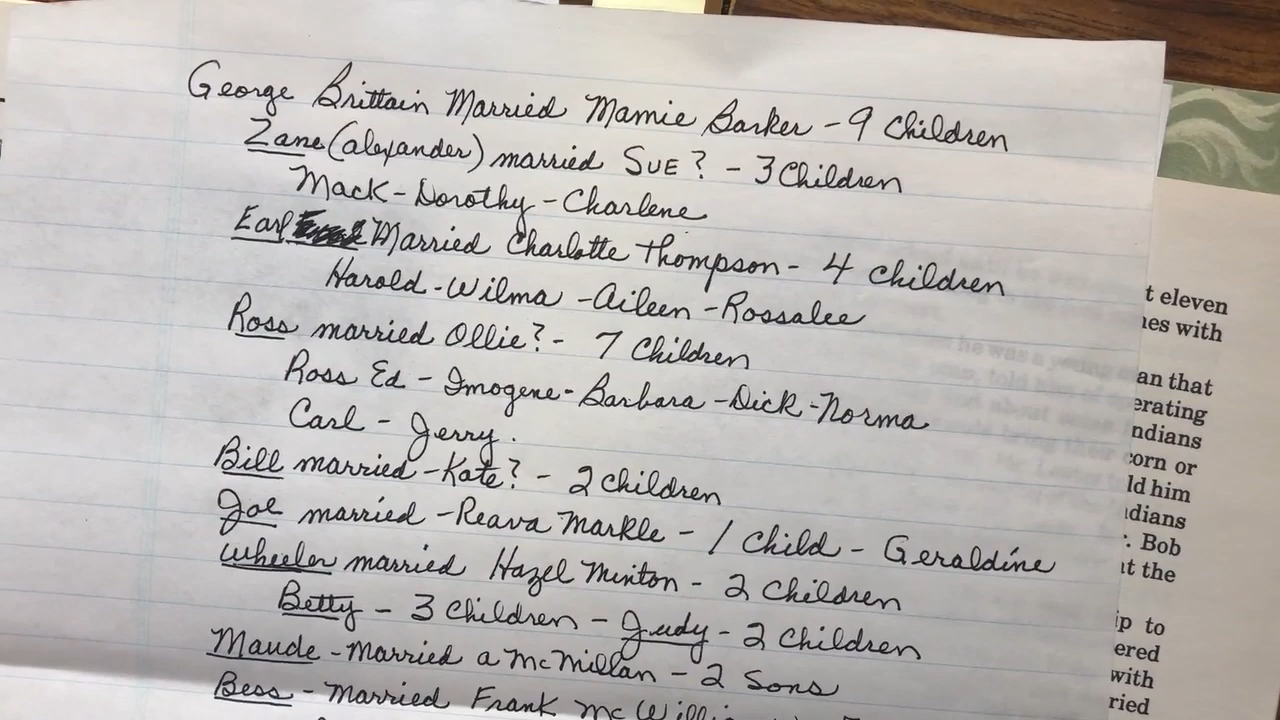 George Brittain Married Mamie Barker - 9 Children
Zane (alexander) married SUE? - 3 Children
Mack - Dorothy - Charlene
Earl Married Charlotte Thompson - 4 Children
Harold - Wilma - Aileen - Rossalee
Ross married Ollie? - 7 Children
Ross Ed - Imogene - Barbara - Dick - Norma
Carl - Jerry.
Bill married - Kate? - 2 Children
Joe married - Reava Markle - 1 Child - Geraldine
Wheeler married Hazel Minton - 2 Children
Betty - 3 Children - Judy - 2 Children
Maude - Married a McMillan - 2 Sons
Bess - Married Frank
t eleven
nes with
an that
erating
ndians
corn or
ld him
ndians
r. Bob
at the
ip to
ered
with
ried